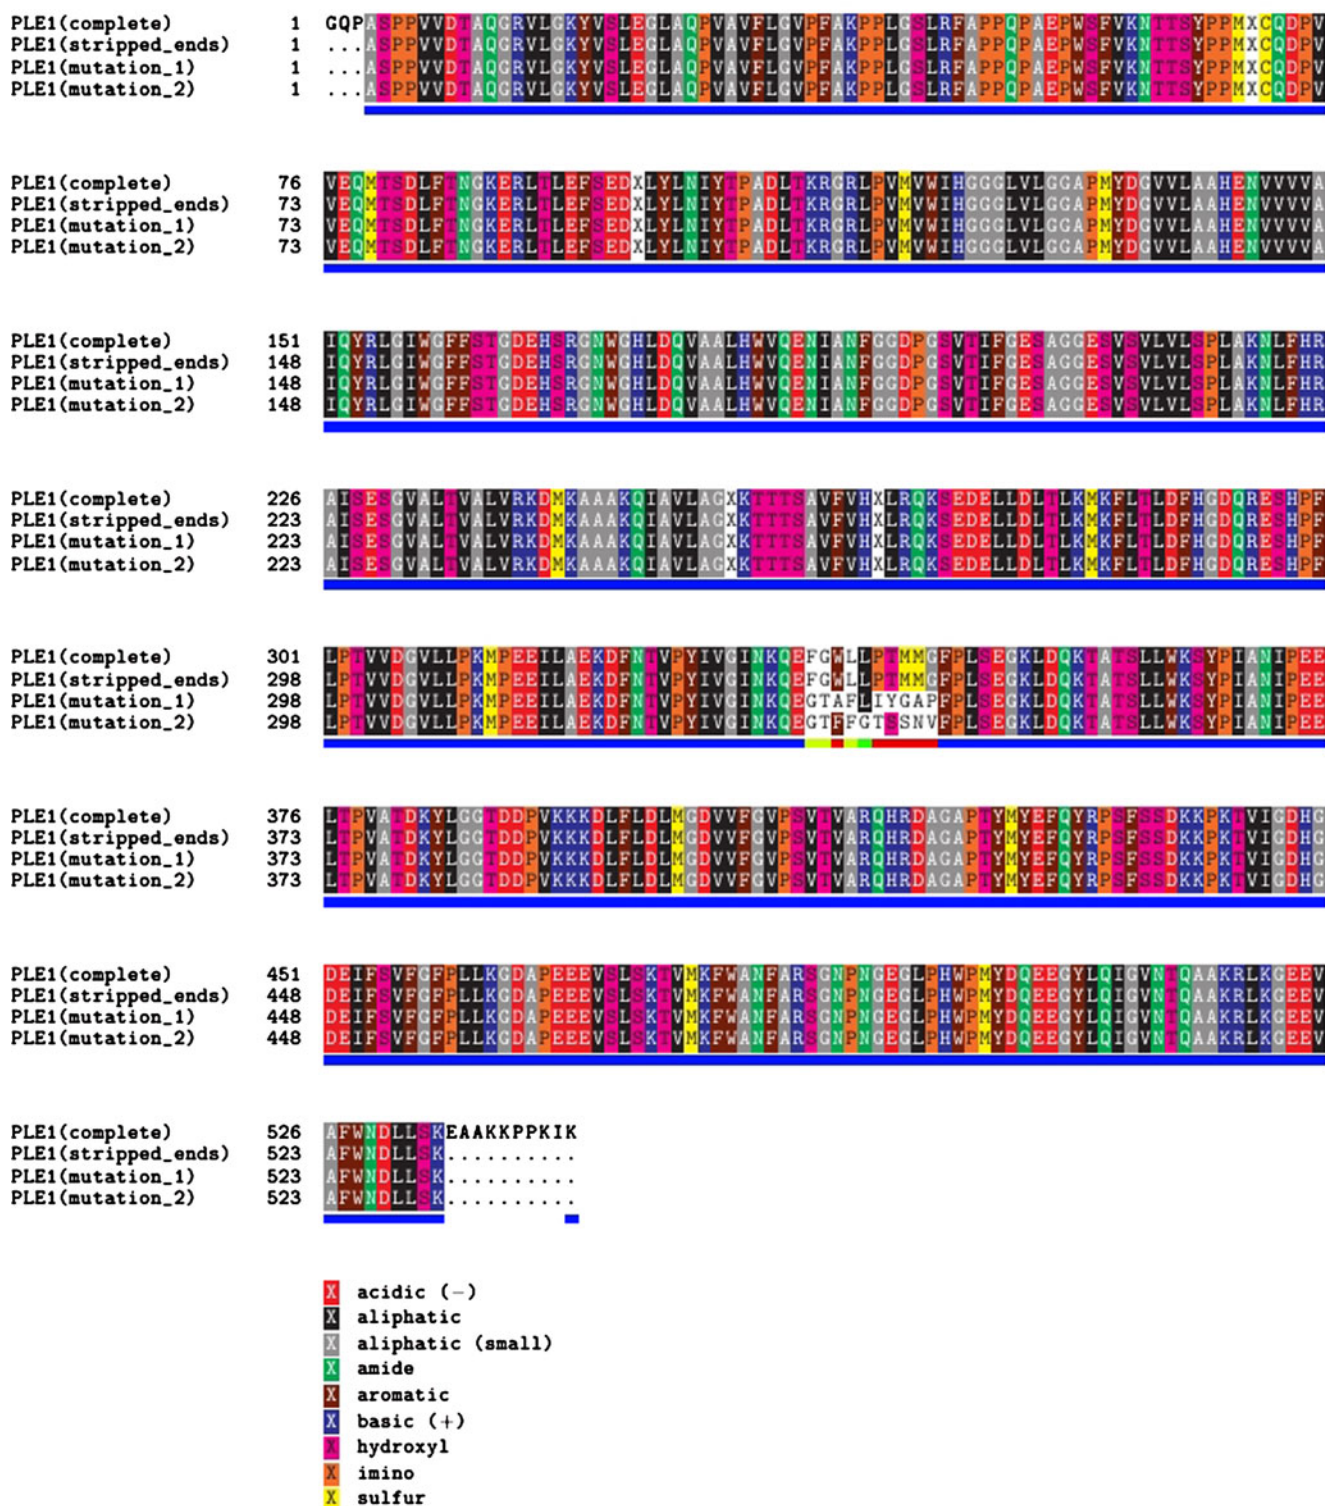 PLE1(complete) 1 GQPASPPVVDTAQGRVLGKYVSLEGLAQPVAVFLGVPFAKPPLGSLRFAPPQPAEPWSFVKNTTSYPPMXCQDPV
PLE1(stripped_ends) 1 ...ASPPVVDTAQGRVLGKYVSLEGLAQPVAVFLGVPFAKPPLGSLRFAPPQPAEPWSFVKNTTSYPPMXCQDPV
PLE1(mutation_1) 1 ...ASPPVVDTAQGRVLGKYVSLEGLAQPVAVFLGVPFAKPPLGSLRFAPPQPAEPWSFVKNTTSYPPMXCQDPV
PLE1(mutation_2) 1 ...ASPPVVDTAQGRVLGKYVSLEGLAQPVAVFLGVPFAKPPLGSLRFAPPQPAEPWSFVKNTTSYPPMXCQDPV
PLE1(complete) 76 VEQMTSDLFTNGKERLTLEFSEDXLYLNIYTPADLTKRGRLPVMVWIHGGGLVLGGAPMYDGVVLAAHENVVVVA
PLE1(stripped_ends) 73 VEQMTSDLFTNGKERLTLEFSEDXLYLNIYTPADLTKRGRLPVMVWIHGGGLVLGGAPMYDGVVLAAHENVVVVA
PLE1(mutation_1) 73 VEQMTSDLFTNGKERLTLEFSEDXLYLNIYTPADLTKRGRLPVMVWIHGGGLVLGGAPMYDGVVLAAHENVVVVA
PLE1(mutation_2) 73 VEQMTSDLFTNGKERLTLEFSEDXLYLNIYTPADLTKRGRLPVMVWIHGGGLVLGGAPMYDGVVLAAHENVVVVA
PLE1(complete) 151 IQYRLGIWGFFSTGDEHSRGNWGHLDQVAALHWVQENIANFGGDPGSVTIFGESAGGESVSVLVLSPLAKNLFHR
PLE1(stripped_ends) 148 IQYRLGIWGFFSTGDEHSRGNWGHLDQVAALHWVQENIANFGGDPGSVTIFGESAGGESVSVLVLSPLAKNLFHR
PLE1(mutation_1) 148 IQYRLGIWGFFSTGDEHSRGNWGHLDQVAALHWVQENIANFGGDPGSVTIFGESAGGESVSVLVLSPLAKNLFHR
PLE1(mutation_2) 148 IQYRLGIWGFFSTGDEHSRGNWGHLDQVAALHWVQENIANFGGDPGSVTIFGESAGGESVSVLVLSPLAKNLFHR
PLE1(complete) 226 AISESGVALTVALVRKDMKAAAKQIAVLAGXKTTTSAVFVHXLRQKSEDELLDLTLKMKFLTLDFHGDQRESHPF
PLE1(stripped_ends) 223 AISESGVALTVALVRKDMKAAAKQIAVLAGXKTTTSAVFVHXLRQKSEDELLDLTLKMKFLTLDFHGDQRESHPF
PLE1(mutation_1) 223 AISESGVALTVALVRKDMKAAAKQIAVLAGXKTTTSAVFVHXLRQKSEDELLDLTLKMKFLTLDFHGDQRESHPF
PLE1(mutation_2) 223 AISESGVALTVALVRKDMKAAAKQIAVLAGXKTTTSAVFVHXLRQKSEDELLDLTLKMKFLTLDFHGDQRESHPF
PLE1(complete) 301 LPTVVDGVLLPKMPEEILAEKDFNTVPYIVGINKQEFGWLLPTMMGFPLSEGKLDQKTATSLLWKSYPIANIPEE
PLE1(stripped_ends) 298 LPTVVDGVLLPKMPEEILAEKDFNTVPYIVGINKQEFGWLLPTMMGFPLSEGKLDQKTATSLLWKSYPIANIPEE
PLE1(mutation_1) 298 LPTVVDGVLLPKMPEEILAEKDFNTVPYIVGINKQEGTAFLIYGAPFPLSEGKLDQKTATSLLWKSYPIANIPEE
PLE1(mutation_2) 298 LPTVVDGVLLPKMPEEILAEKDFNTVPYIVGINKQEGTFFGTSSNVFPLSEGKLDQKTATSLLWKSYPIANIPEE
PLE1(complete) 376 LTPVATDKYLGGTDDPVKKKDLFLDLMGDVVFGVPSVTVARQHRDAGAPTYMYEFQYRPSFSSDKKPKTVIGDHG
PLE1(stripped_ends) 373 LTPVATDKYLGGTDDPVKKKDLFLDLMGDVVFGVPSVTVARQHRDAGAPTYMYEFQYRPSFSSDKKPKTVIGDHG
PLE1(mutation_1) 373 LTPVATDKYLGGTDDPVKKKDLFLDLMGDVVFGVPSVTVARQHRDAGAPTYMYEFQYRPSFSSDKKPKTVIGDHG
PLE1(mutation_2) 373 LTPVATDKYLGGTDDPVKKKDLFLDLMGDVVFGVPSVTVARQHRDAGAPTYMYEFQYRPSFSSDKKPKTVIGDHG
PLE1(complete) 451 DEIFSVFGFPLLKGDAPEEEVSLSKTVMKFWANFARSGNPNGEGLPHWPMYDQEEGYLQIGVNTQAAKRLKGEEV
PLE1(stripped_ends) 448 DEIFSVFGFPLLKGDAPEEEVSLSKTVMKFWANFARSGNPNGEGLPHWPMYDQEEGYLQIGVNTQAAKRLKGEEV
PLE1(mutation_1) 448 DEIFSVFGFPLLKGDAPEEEVSLSKTVMKFWANFARSGNPNGEGLPHWPMYDQEEGYLQIGVNTQAAKRLKGEEV
PLE1(mutation_2) 448 DEIFSVFGFPLLKGDAPEEEVSLSKTVMKFWANFARSGNPNGEGLPHWPMYDQEEGYLQIGVNTQAAKRLKGEEV
PLE1(complete) 526 AFWNDLLSKEAAKKPPKIK
PLE1(stripped_ends) 523 AFWNDLLSK..........
PLE1(mutation_1) 523 AFWNDLLSK..........
PLE1(mutation_2) 523 AFWNDLLSK..........
X acidic (−)
X aliphatic
X aliphatic (small)
X amide
X aromatic
X basic (+)
X hydroxyl
X imino
X sulfur